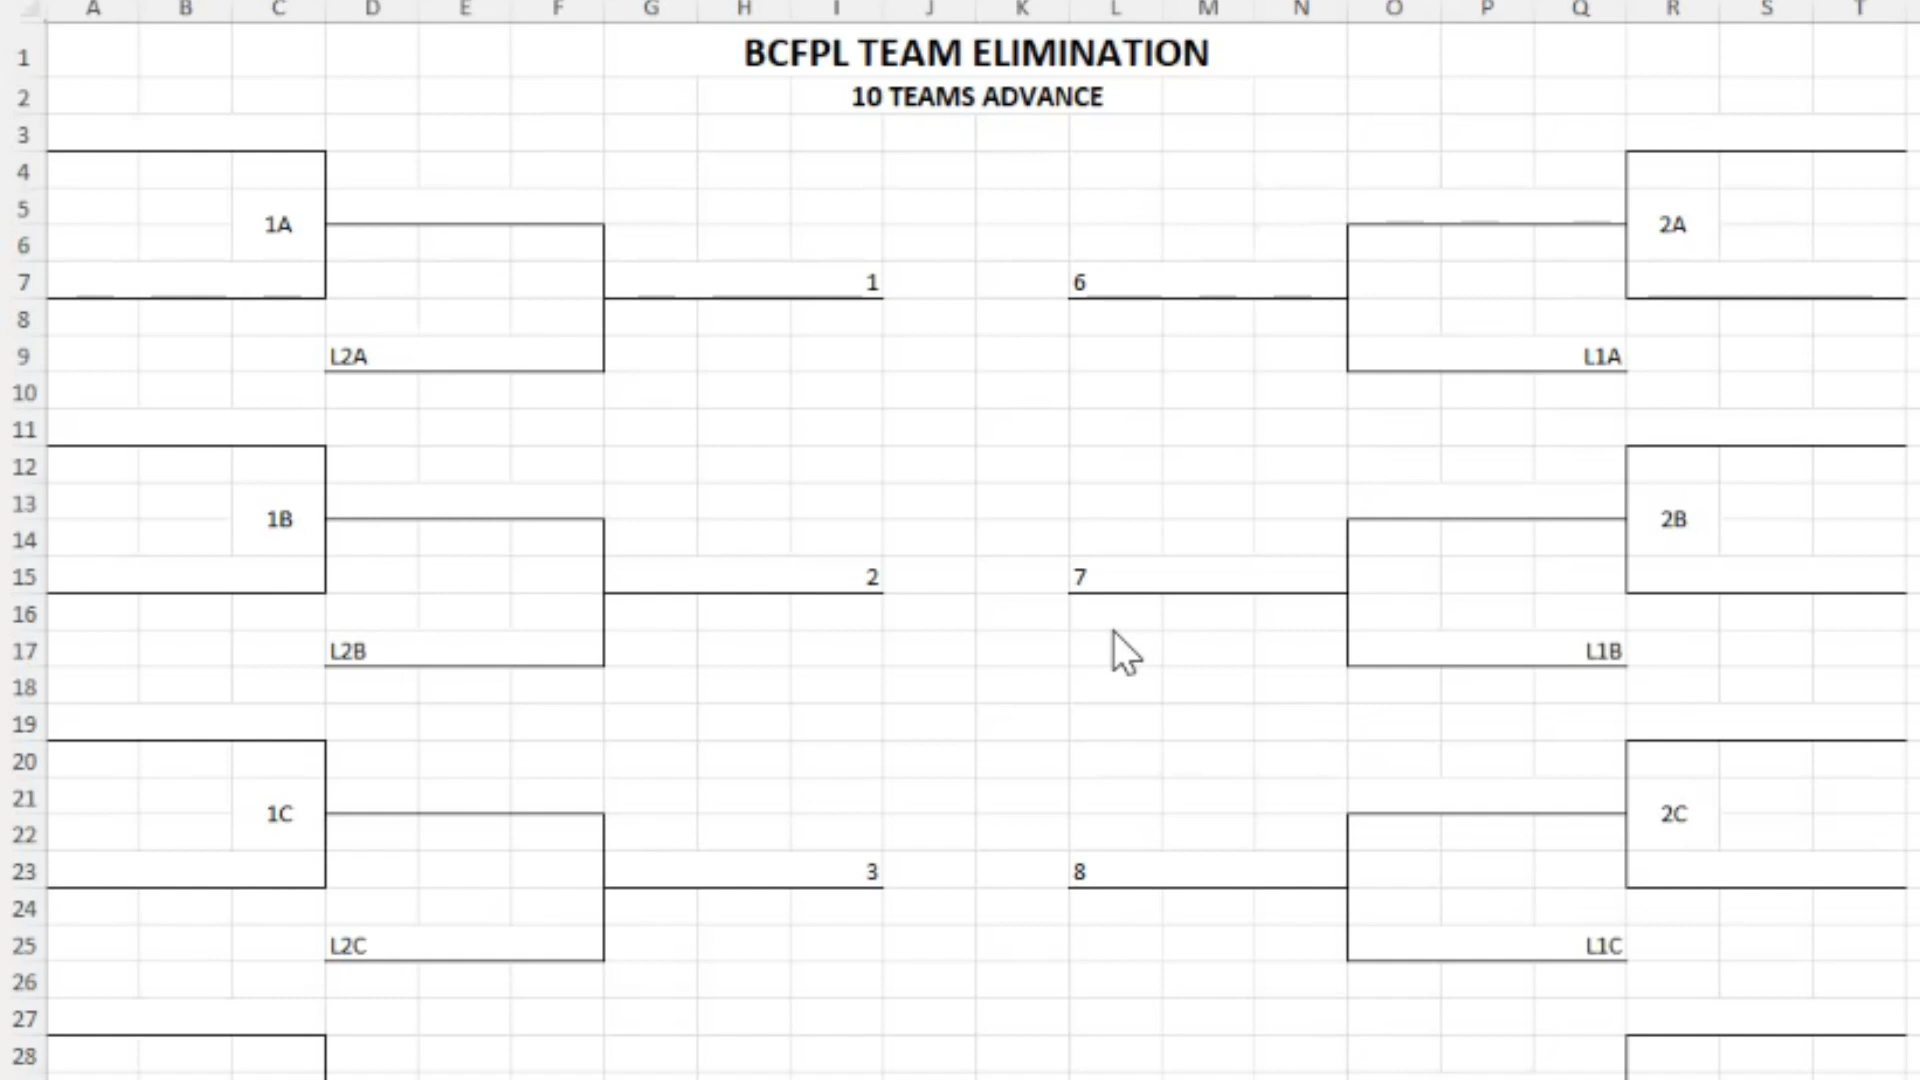 A B C D E F G H I J K L M N O P Q R S T
1 BCFPL TEAM ELIMINATION
2 10 TEAMS ADVANCE
3
4
5
1A 2A
6
7 1 6
8
9 L2A L1A
10
11
12
13
1B 2B
14
15 2 7
16
17 L2B L1B
18
19
20
21
1C 2C
22
23 3 8
24
25 L2C L1C
26
27
28